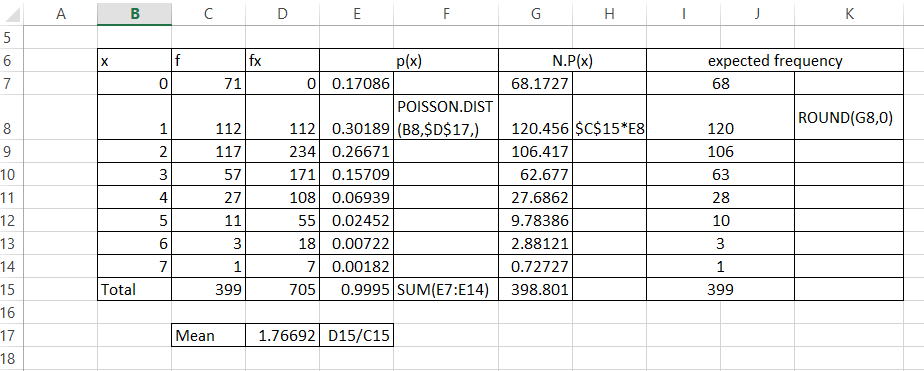 A B C D E F G H I J K
5
6 x f fx p(x) N.P(x) expected frequency
7 0 71 0 0.17086 68.1727 68
POISSON.DIST
8 1 112 112 0.30189 (B8,$D$17,) 120.456 $C$15*E8 120 ROUND(G8,0)
9 2 117 234 0.26671 106.417 106
10 3 57 171 0.15709 62.677 63
11 4 27 108 0.06939 27.6862 28
12 5 11 55 0.02452 9.78386 10
13 6 3 18 0.00722 2.88121 3
14 7 1 7 0.00182 0.72727 1
15 Total 399 705 0.9995 SUM(E7:E14) 398.801 399
16
17 Mean 1.76692 D15/C15
18